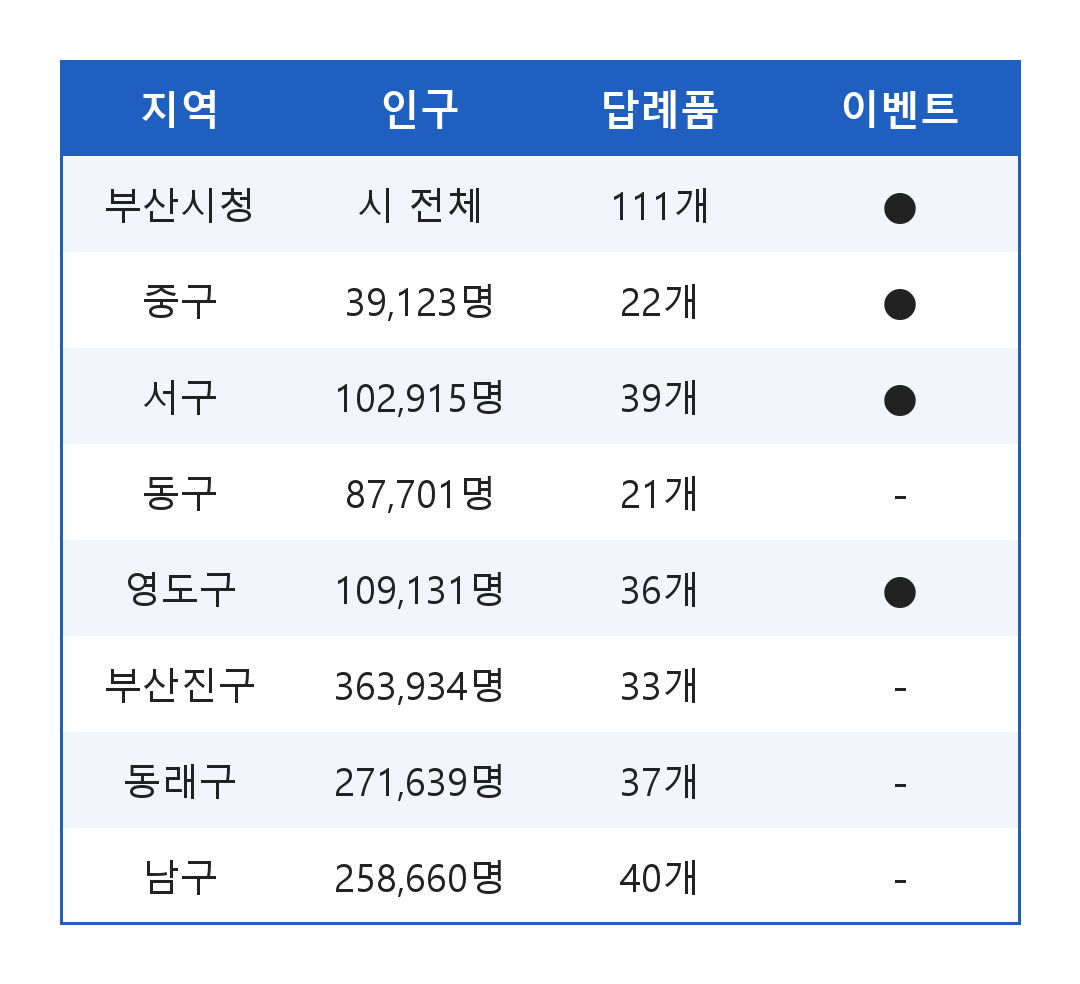 지역 인구 답례품 이벤트
부산시청 시 전체 111개 ●
중구 39,123명 22개 ●
서구 102,915명 39개 ●
동구 87,701명 21개 -
영도구 109,131명 36개 ●
부산진구 363,934명 33개 -
동래구 271,639명 37개 -
남구 258,660명 40개 -